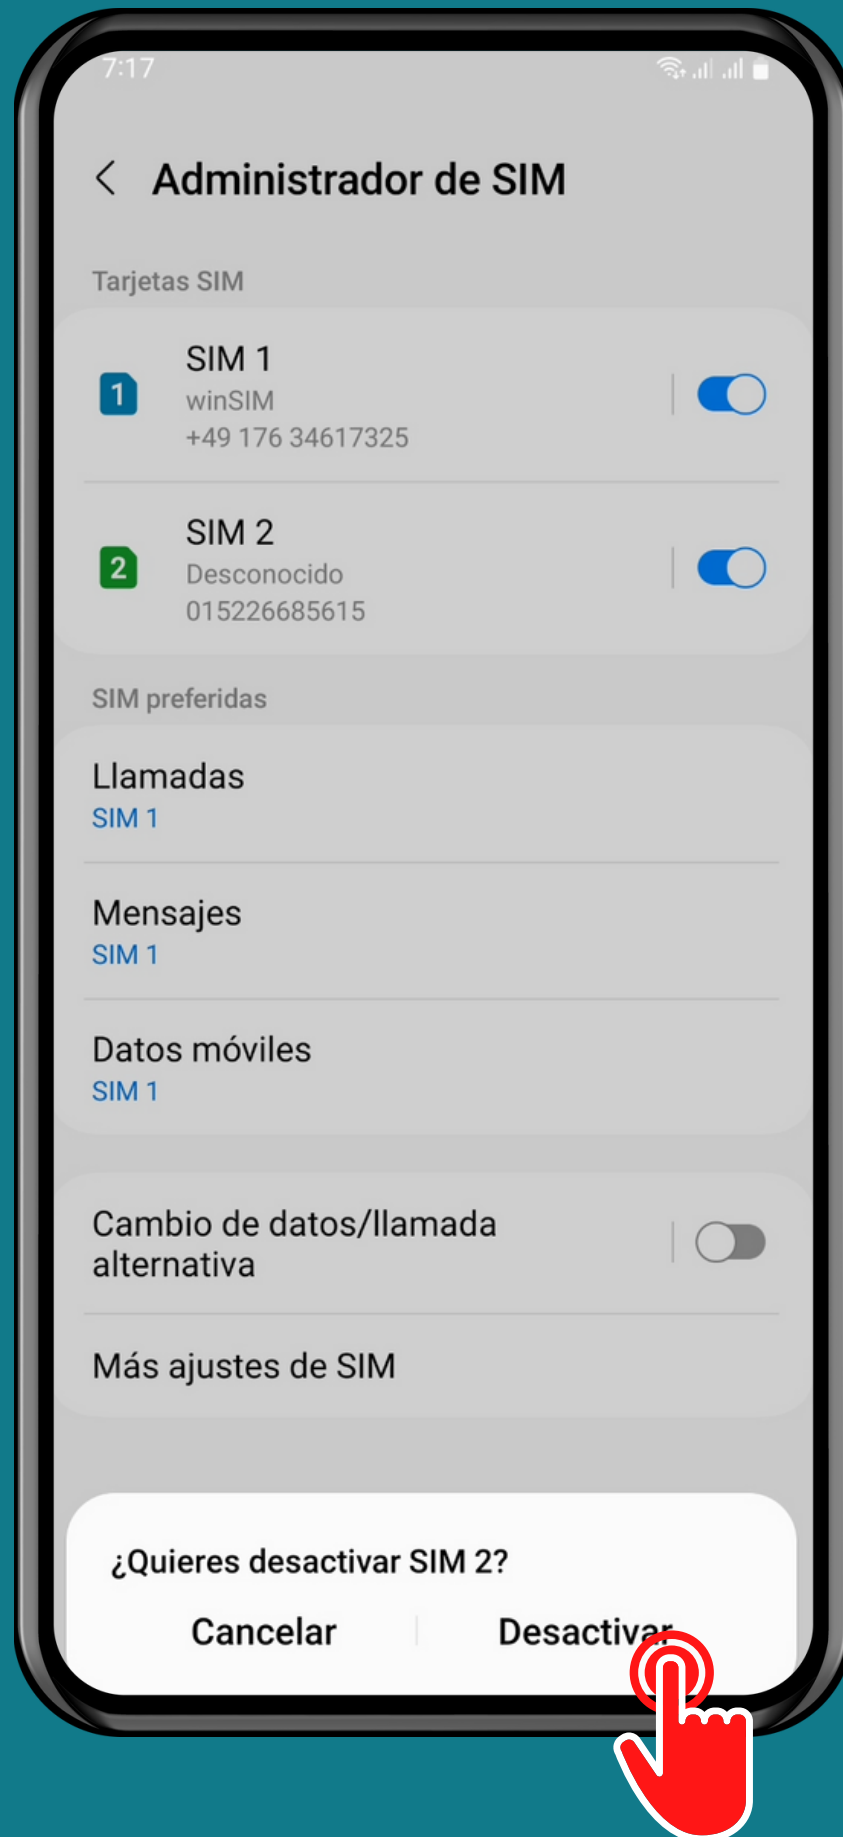 7:17
Administrador de SIM
Tarjetas SIM
1
SIM 1
winSIM
+49 176 34617325
2
SIM 2
Desconocido
015226685615
SIM preferidas
Llamadas
SIM 1
Mensajes
SIM 1
Datos móviles
SIM 1
Cambio de datos/llamada
alternativa
Más ajustes de SIM
¿Quieres desactivar SIM 2?
Cancelar
Desactivar